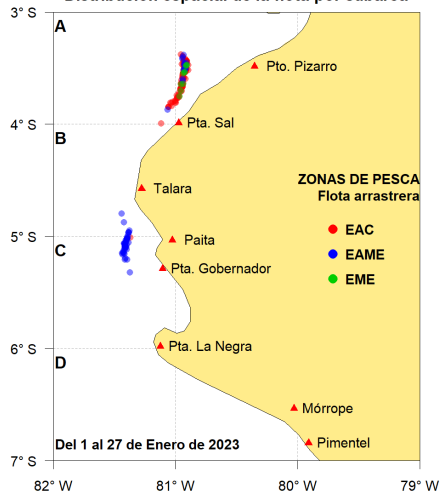 Distribución espacial de la flota por subárea
3° S
A
Pto. Pizarro
4° S
Pta. Sal
B
ZONAS DE PESCA
Talara
Flota arrastrera
EAC
5° S
Paita
C
EAME
Pta. Gobernador
EME
6° S
Pta. La Negra
D
Mórrope
Del 1 al 27 de Enero de 2023
Pimentel
7° S
82° W
81° W
80° W
79° W